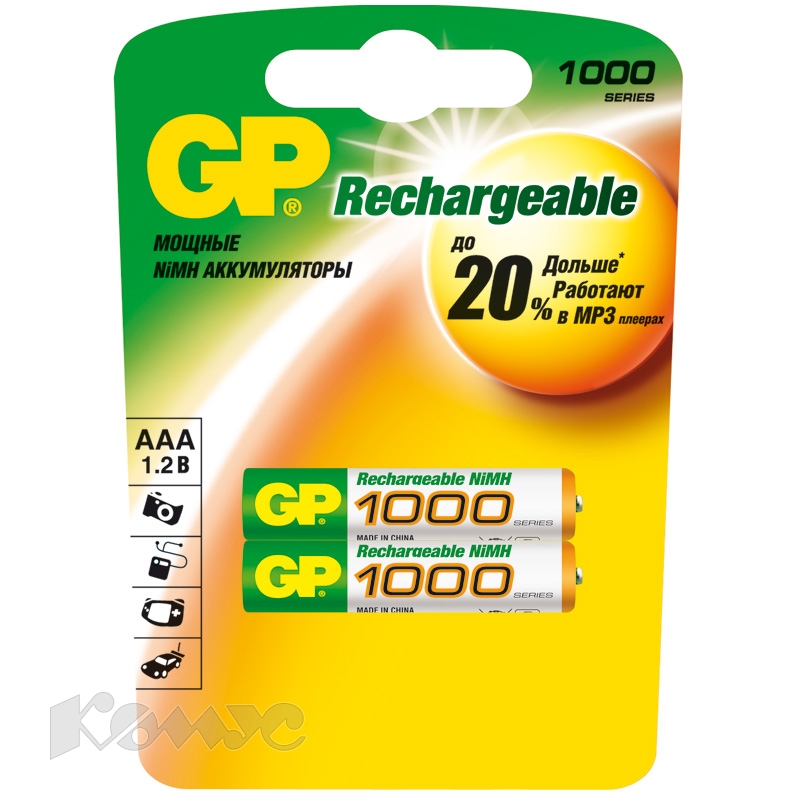 1000
SERIES
GP®
Rechargeable
МОЩНЫЕ
NiMH АККУМУЛЯТОРЫ
до
20%
Дольше*
Работают
в MP3 плеерах
AAA
1.2 В
Rechargeable NiMH
GP®
1000
SERIES
MADE IN CHINA
Rechargeable NiMH
GP®
1000
SERIES
MADE IN CHINA
Комус